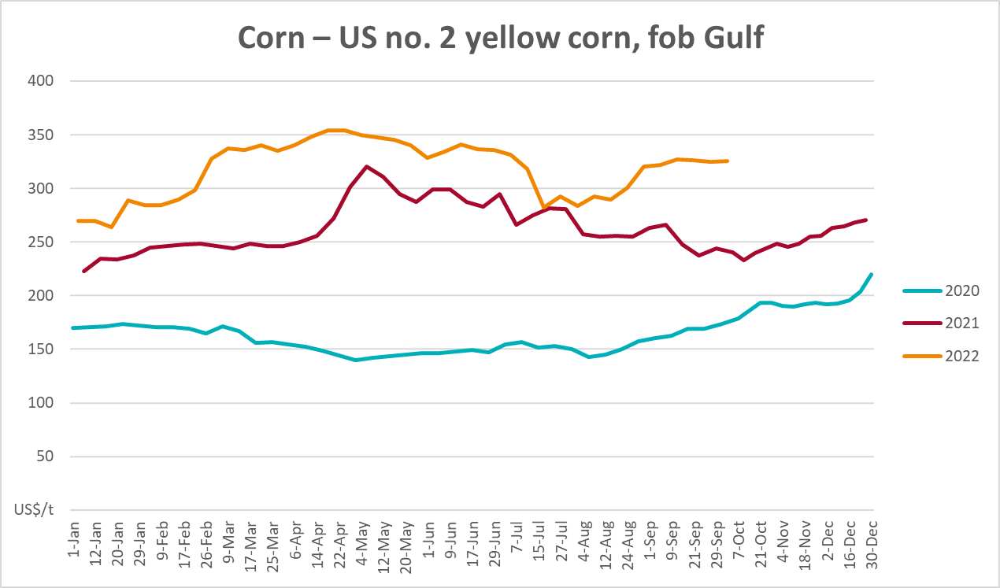 Corn – US no. 2 yellow corn, fob Gulf
400
350
300
250
200
150
100
50
US$/t
2020
2021
2022
1-Jan
12-Jan
20-Jan
29-Jan
9-Feb
17-Feb
26-Feb
9-Mar
17-Mar
25-Mar
6-Apr
14-Apr
22-Apr
4-May
12-May
20-May
1-Jun
9-Jun
17-Jun
29-Jun
7-Jul
15-Jul
27-Jul
4-Aug
12-Aug
24-Aug
1-Sep
9-Sep
21-Sep
29-Sep
7-Oct
21-Oct
4-Nov
18-Nov
2-Dec
16-Dec
30-Dec